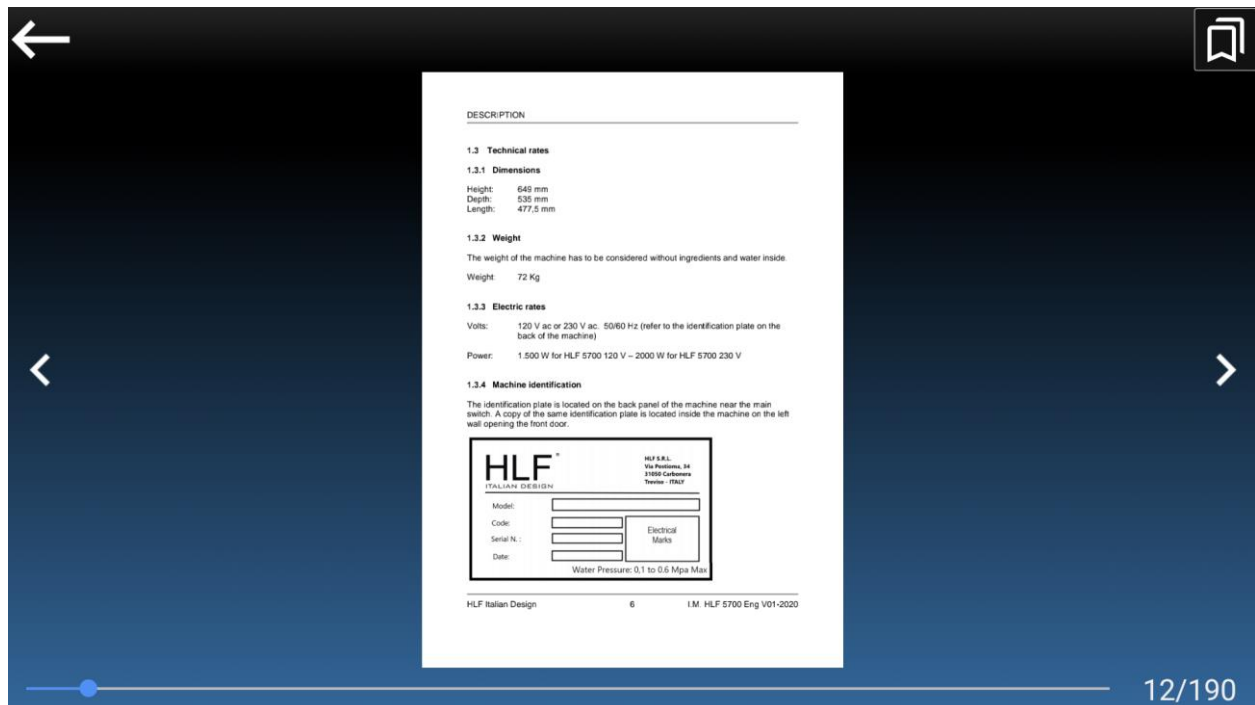 DESCRIPTION
1.3 Technical rates
1.3.1 Dimensions
Height: 649 mm
Depth: 535 mm
Length: 477,5 mm
1.3.2 Weight
The weight of the machine has to be considered without ingredients and water inside.
Weight 72 Kg
1.3.3 Electric rates
Volts: 120 V ac or 230 V ac. 50/60 Hz (refer to the identification plate on the
back of the machine)
Power: 1.500 W for HLF 5700 120 V – 2000 W for HLF 5700 230 V
1.3.4 Machine identification
The identification plate is located on the back panel of the machine near the main
switch. A copy of the same identification plate is located inside the machine on the left
wall opening the front door.
HLF®
ITALIAN DESIGN
HLF S.R.L.
Via Postioma, 34
31050 Carbonera
Treviso - ITALY
Model:
Code:
Serial N. :
Date:
Electrical
Marks
Water Pressure: 0,1 to 0.6 Mpa Max
HLF Italian Design 6 I.M. HLF 5700 Eng V01-2020
12/190